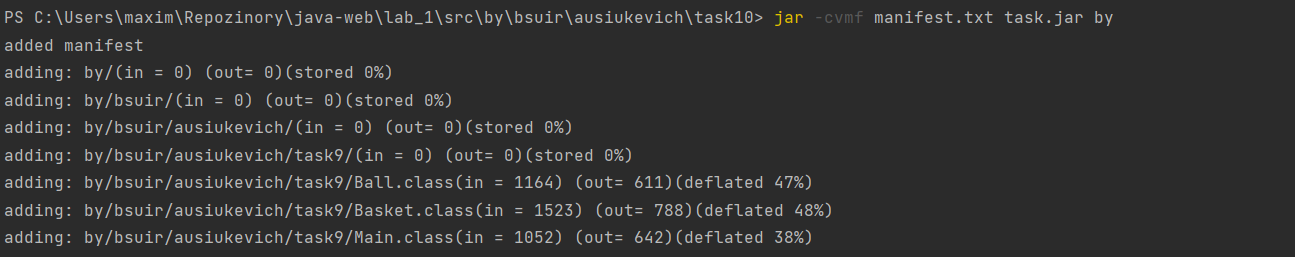 PS C:\Users\maxim\Repozinory\java-web\lab_1\src\by\bsuir\ausiukevich\task10> jar -cvmf manifest.txt task.jar by
added manifest
adding: by/(in = 0) (out= 0)(stored 0%)
adding: by/bsuir/(in = 0) (out= 0)(stored 0%)
adding: by/bsuir/ausiukevich/(in = 0) (out= 0)(stored 0%)
adding: by/bsuir/ausiukevich/task9/(in = 0) (out= 0)(stored 0%)
adding: by/bsuir/ausiukevich/task9/Ball.class(in = 1164) (out= 611)(deflated 47%)
adding: by/bsuir/ausiukevich/task9/Basket.class(in = 1523) (out= 788)(deflated 48%)
adding: by/bsuir/ausiukevich/task9/Main.class(in = 1052) (out= 642)(deflated 38%)